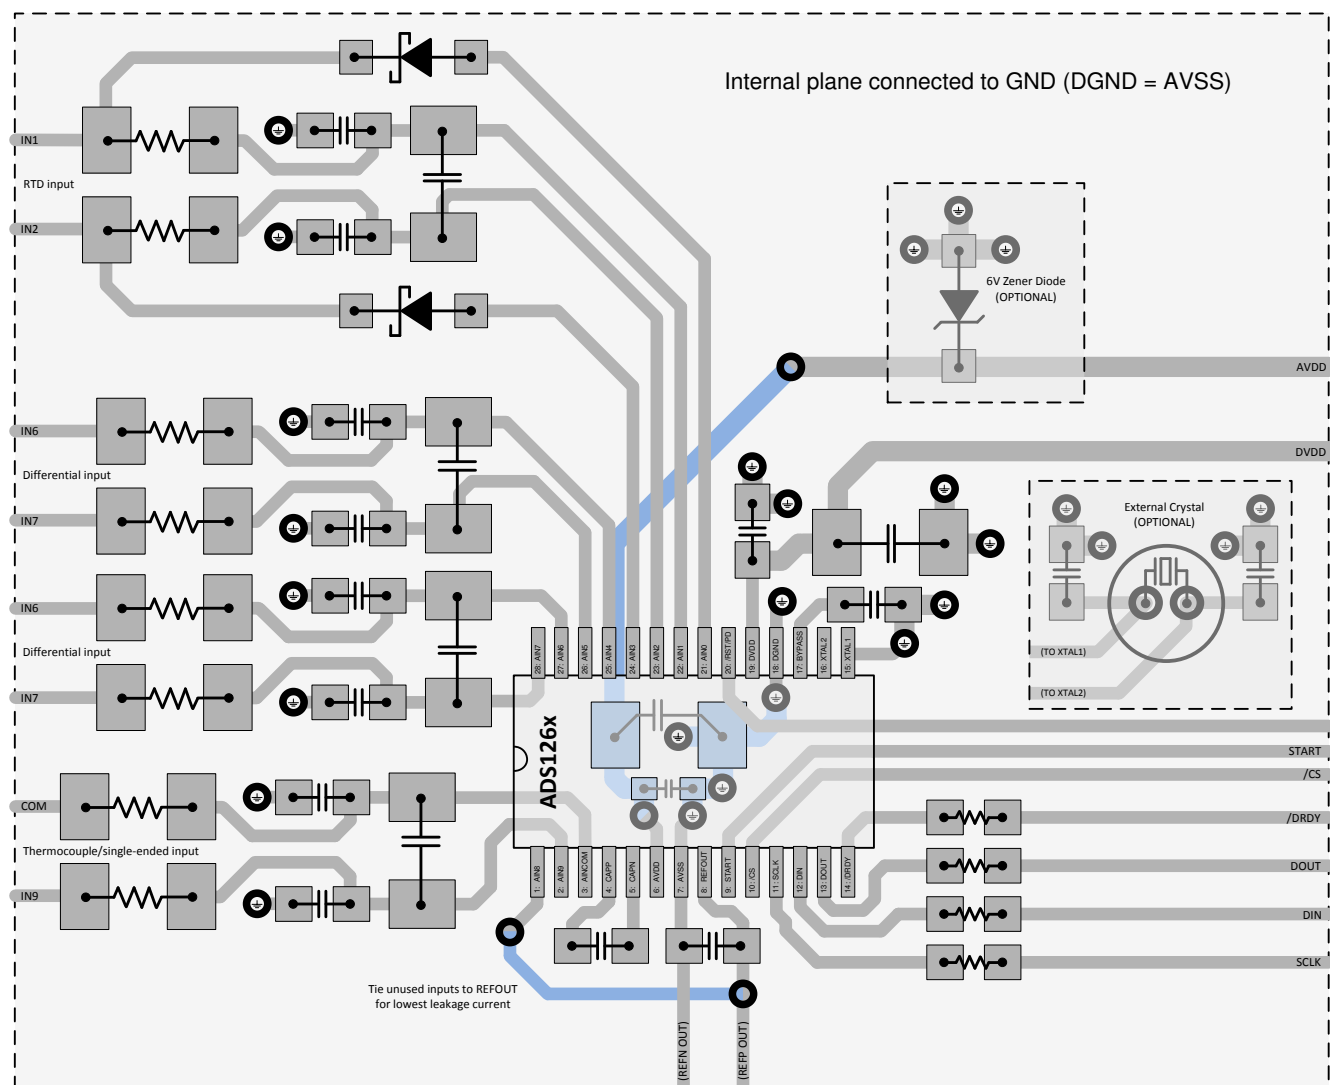 Internal plane connected to GND (DGND = AVSS)
IN1
RTD input
IN2
6V Zener Diode
(OPTIONAL)
AVDD
IN6
Differential input
IN7
DVDD
External Crystal
(OPTIONAL)
(TO XTAL1)
(TO XTAL2)
IN6
Differential input
IN7
28: AIN7
27: AIN6
26: AIN5
25: AIN4
24: AIN3
23: AIN2
22: AIN1
21: AIN0
20: /RST/PD
19: DVDD
18: DGND
17: BYPASS
16: XTAL2
15: XTAL1
ADS126x
START
/CS
/DRDY
DOUT
DIN
SCLK
COM
Thermocouple/single-ended input
IN9
1: AIN8
2: AIN9
3: AINCOM
4: CAPP
5: CAPN
6: AVDD
7: AVSS
8: REFOUT
9: START
10: /CS
11: SCLK
12: DIN
13: DOUT
14: /DRDY
Tie unused inputs to REFOUT
for lowest leakage current
(REFN OUT)
(REFP OUT)